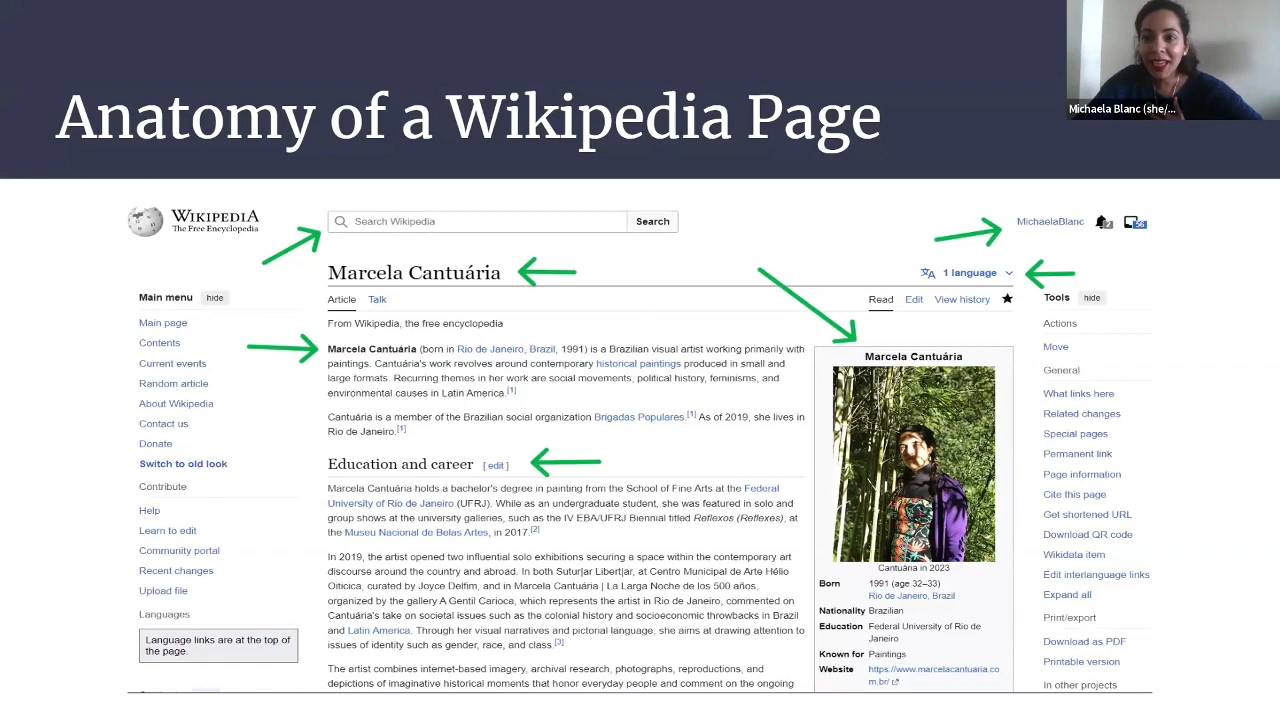 Anatomy of a Wikipedia Page
Michaela Blanc (she/...
WIKIPEDIA
The Free Encyclopedia
Search Wikipedia
Search
MichaelaBlanc
2
56
Marcela Cantuária
1 language
Article Talk
Read Edit View history
From Wikipedia, the free encyclopedia
Main menu hide
Main page
Contents
Current events
Random article
About Wikipedia
Contact us
Donate
Switch to old look
Contribute
Help
Learn to edit
Community portal
Recent changes
Upload file
Languages
Language links are at the top of
the page.
Marcela Cantuária (born in Rio de Janeiro, Brazil, 1991) is a Brazilian visual artist working primarily with
paintings. Cantuária's work revolves around contemporary historical paintings produced in small and
large formats. Recurring themes in her work are social movements, political history, feminisms, and
environmental causes in Latin America.[1]
Cantuária is a member of the Brazilian social organization Brigadas Populares.[1] As of 2019, she lives in
Rio de Janeiro.[1]
Education and career [ edit ]
Marcela Cantuária holds a bachelor's degree in painting from the School of Fine Arts at the Federal
University of Rio de Janeiro (UFRJ). While as an undergraduate student, she was featured in solo and
group shows at the university galleries, such as the IV EBA/UFRJ Biennial titled Reflexos (Reflexes), at
the Museu Nacional de Belas Artes, in 2017.[2]
In 2019, the artist opened two influential solo exhibitions securing a space within the contemporary art
discourse around the country and abroad. In both Suturjar Libertjar, at Centro Municipal de Arte Hélio
Oiticica, curated by Joyce Delfim, and in Marcela Cantuária | La Larga Noche de los 500 años,
organized by the gallery A Gentil Carioca, which represents the artist in Rio de Janeiro, commented on
Cantuária's take on societal issues such as the colonial history and socioeconomic throwbacks in Brazil
and Latin America. Through her visual narratives and pictorial language, she aims at drawing attention to
issues of identity such as gender, race, and class.[3]
The artist combines internet-based imagery, archival research, photographs, reproductions, and
depictions of imaginative historical moments that honor everyday people and comment on the ongoing
Marcela Cantuária
Cantuária in 2023
Born 1991 (age 32–33)
Rio de Janeiro, Brazil
Nationality Brazilian
Education Federal University of Rio de
Janeiro
Known for Paintings
Website https://www.marcelacantuaria.co
m.br/
Tools hide
Actions
Move
General
What links here
Related changes
Special pages
Permanent link
Page information
Cite this page
Get shortened URL
Download QR code
Wikidata item
Edit interlanguage links
Expand all
Print/export
Download as PDF
Printable version
In other projects